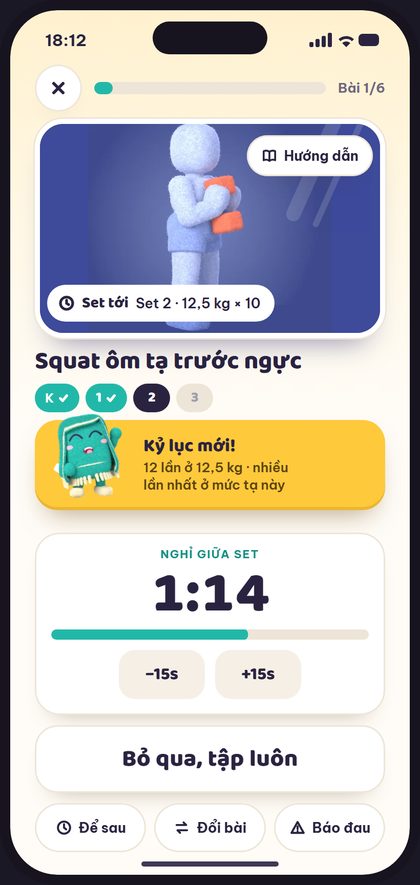 18:12
Bài 1/6
Hướng dẫn
Set tới Set 2 · 12,5 kg × 10
Squat ôm tạ trước ngực
K 1 2 3
Kỷ lục mới!
12 lần ở 12,5 kg · nhiều
lần nhất ở mức tạ này
NGHỈ GIỮA SET
1:14
−15s +15s
Bỏ qua, tập luôn
Để sau Đổi bài Báo đau